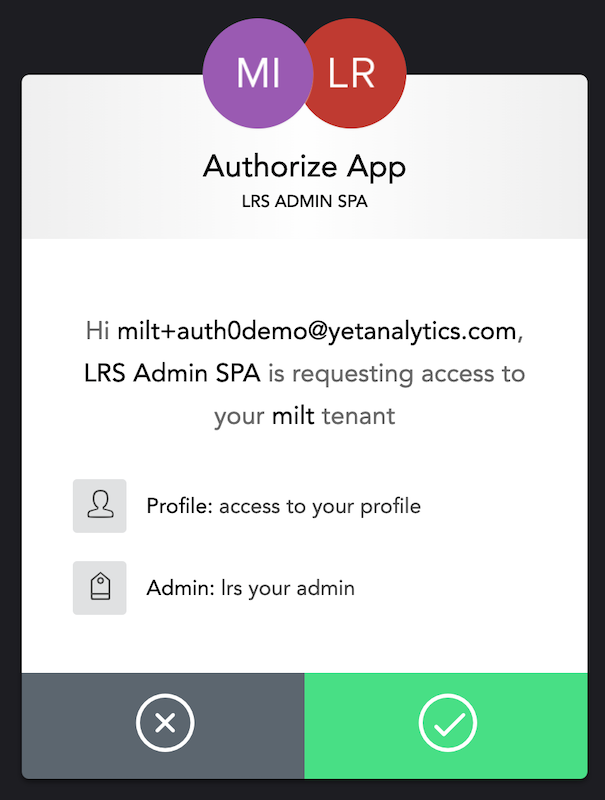 MI LR
Authorize App
LRS ADMIN SPA
Hi milt+auth0demo@yetanalytics.com,
LRS Admin SPA is requesting access to
your milt tenant
Profile: access to your profile
Admin: lrs your admin